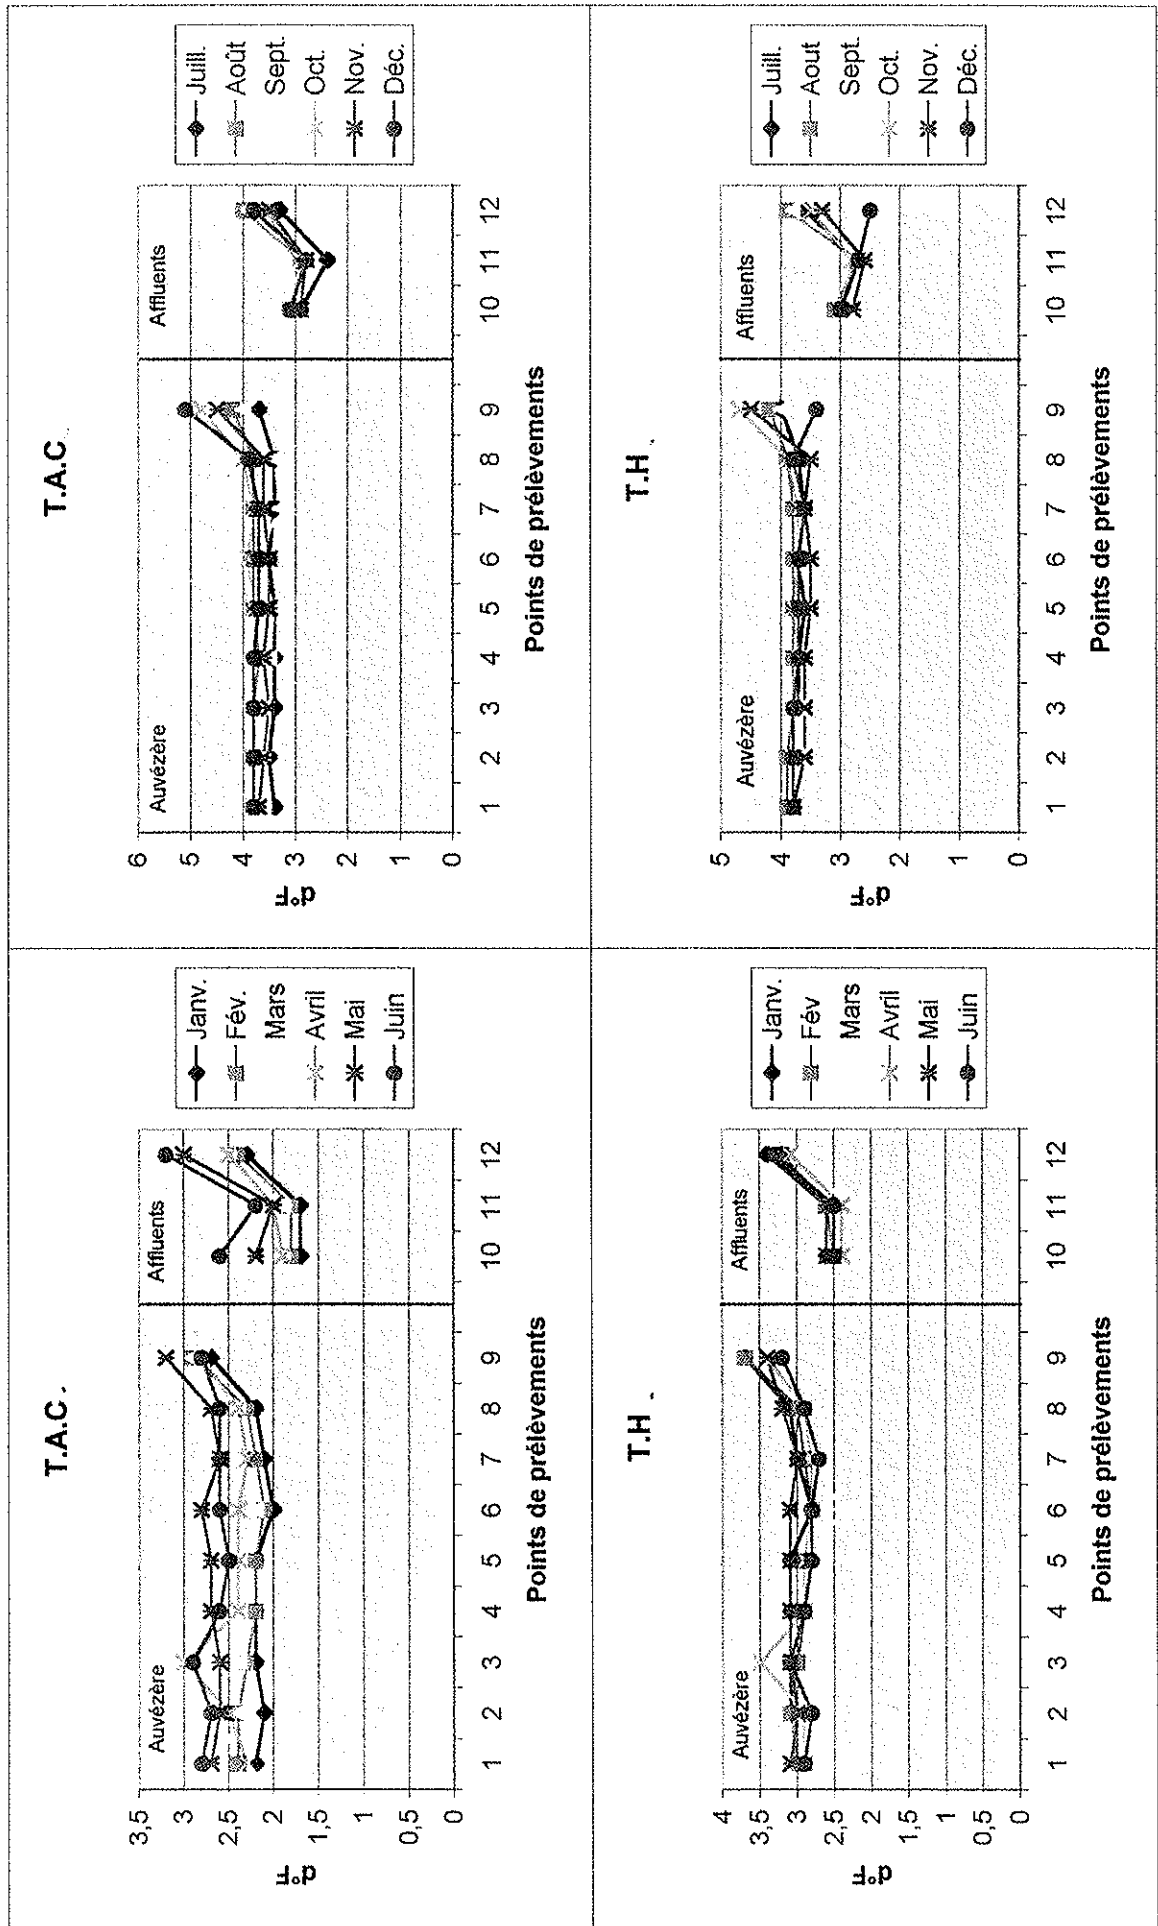 T.A.C.
d°F
3,5
3
2,5
2
1,5
1
0,5
0
Auvézère
Affluents
1 2 3 4 5 6 7 8 9 10 11 12
Points de prélèvements
Janv.
Fév.
Mars
Avril
Mai
Juin
T.A.C
d°F
6
5
4
3
2
1
0
Auvézère
Affluents
1 2 3 4 5 6 7 8 9 10 11 12
Points de prélèvements
Juill.
Août
Sept.
Oct.
Nov.
Déc.
T.H .
d°F
4
3,5
3
2,5
2
1,5
1
0,5
0
Auvézère
Affluents
1 2 3 4 5 6 7 8 9 10 11 12
Points de prélèvements
Janv.
Fév
Mars
Avril
Mai
Juin
T.H .
d°F
5
4
3
2
1
0
Auvézère
Affluents
1 2 3 4 5 6 7 8 9 10 11 12
Points de prélèvements
Juill.
Aout
Sept.
Oct.
Nov.
Déc.